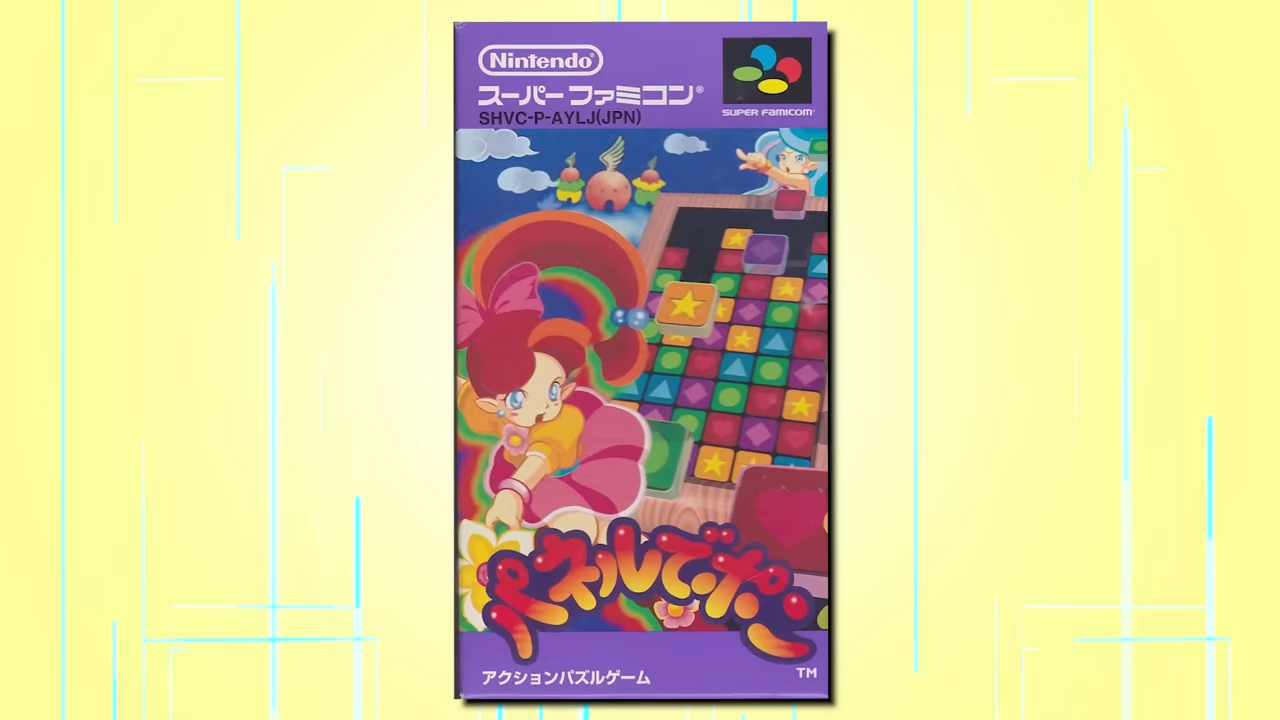 Nintendo®
スーパーファミコン®
SHVC-P-AYLJ(JPN)
SUPER FAMICOM®
パネルでポン
TM
アクションパズルゲーム